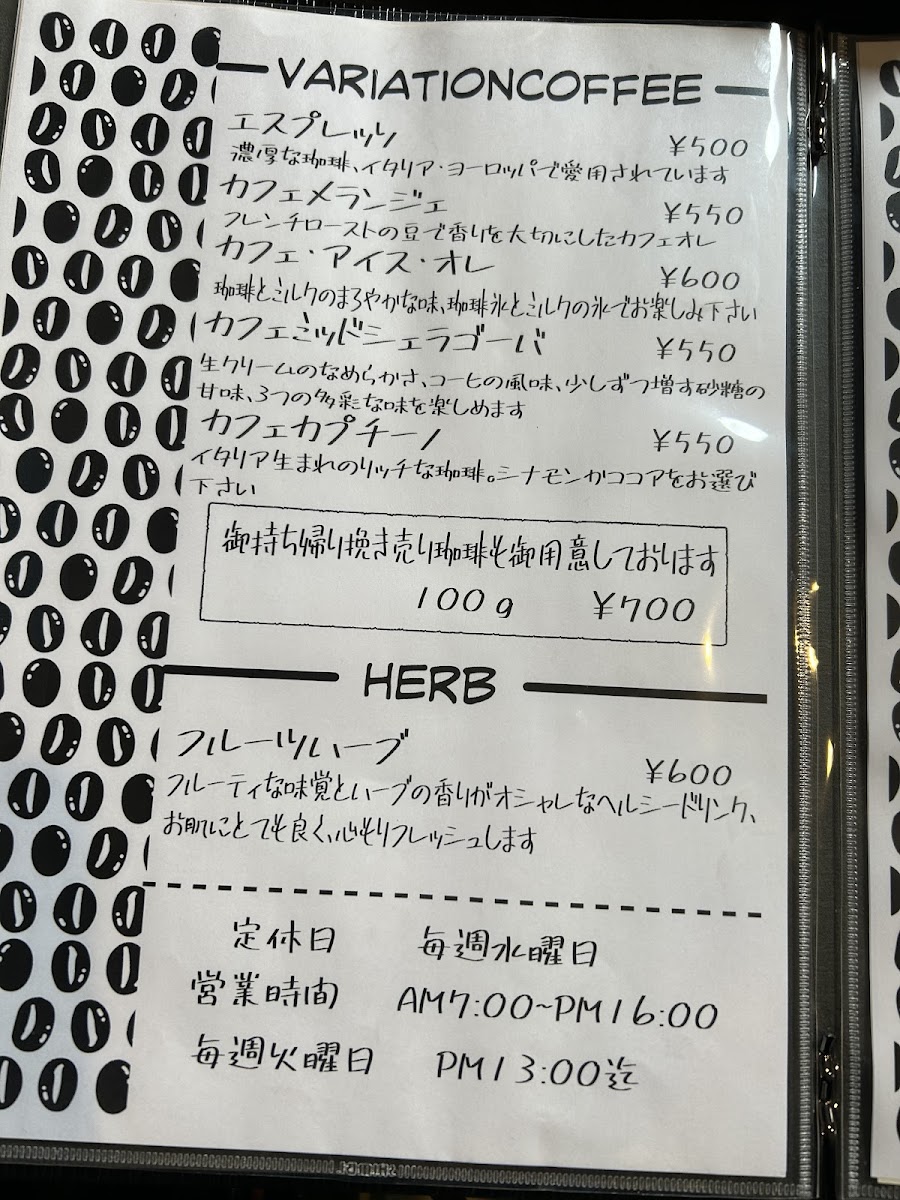 VARIATIONCOFFEE
エスプレッソ ¥500
濃厚な珈琲、イタリア・ヨーロッパで愛用されています
カフェメランジェ ¥550
フレンチローストの豆で香りを大切にしたカフェオレ
カフェ・アイス・オレ ¥600
珈琲とミルクのまろやかな味、珈琲氷とミルクの氷でお楽しみ下さい
カフェミッドシェラゴーバ ¥550
生クリームのなめらかさ、コーヒの風味、少しずつ増す砂糖の
甘味、3つの多彩な味を楽しめます
カフェカプチーノ ¥550
イタリア生まれのリッチな珈琲。シナモンかココアをお選び
下さい
御持ち帰り挽き売り珈琲も御用意しております
100g ¥700
HERB
フルーツハーブ ¥600
フルーティな味覚とハーブの香りがオシャレなヘルシードリンク、
お肌にとても良く、心もリフレッシュします
定休日 毎週水曜日
営業時間 AM7:00~PM16:00
毎週火曜日 PM13:00迄